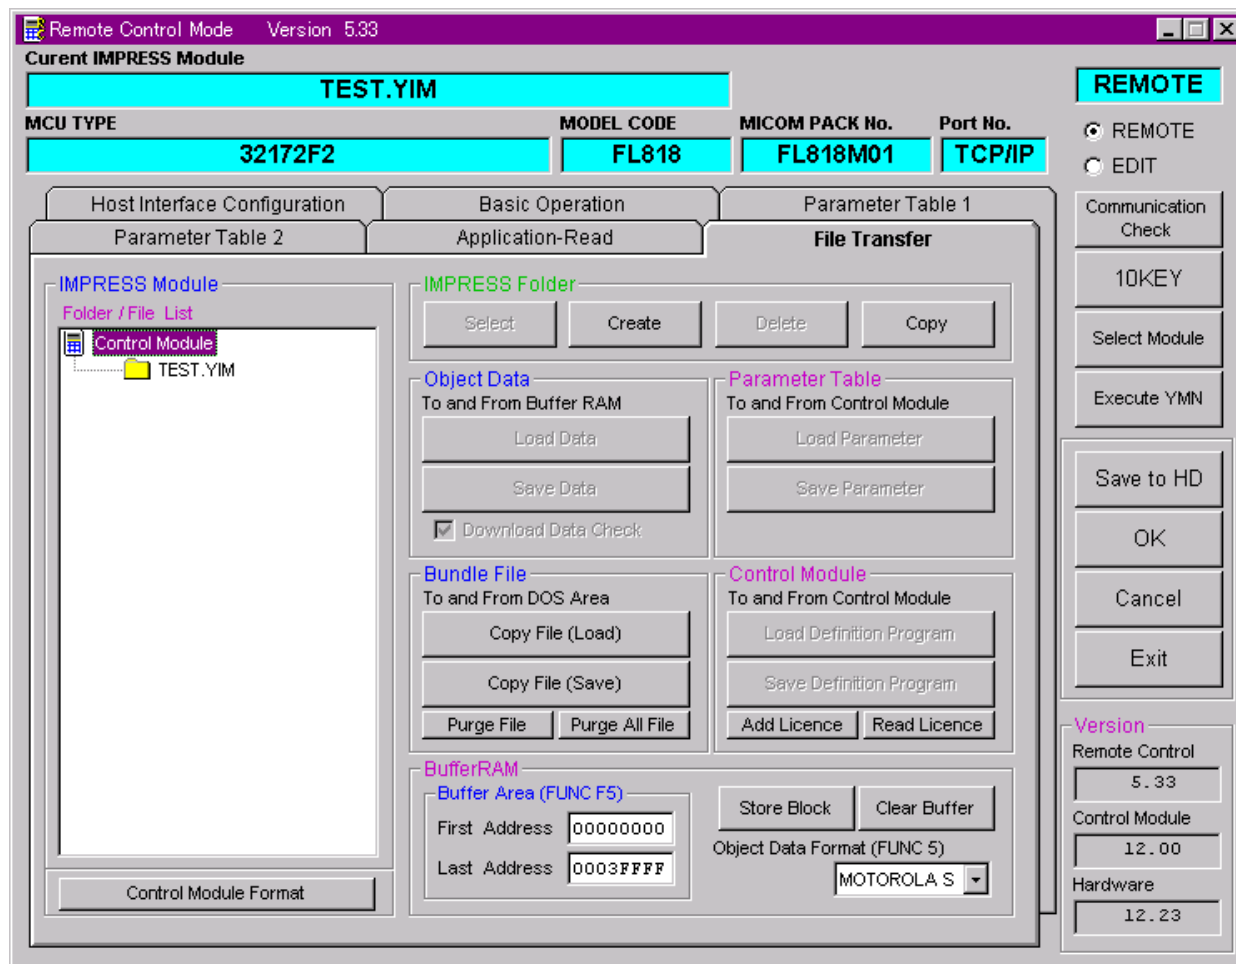 Remote Control Mode Version 5.33
Curent IMPRESS Module
TEST.YIM
REMOTE
MCU TYPE MODEL CODE MICOM PACK No. Port No.
32172F2 FL818 FL818M01 TCP/IP
REMOTE
EDIT
Host Interface Configuration Basic Operation Parameter Table 1
Parameter Table 2 Application-Read File Transfer
Communication
Check
10KEY
Select Module
Execute YMN
Save to HD
OK
Cancel
Exit
IMPRESS Module
Folder / File List
Control Module
TEST.YIM
Control Module Format
IMPRESS Folder
Select Create Delete Copy
Object Data
To and From Buffer RAM
Load Data
Save Data
Download Data Check
Parameter Table
To and From Control Module
Load Parameter
Save Parameter
Bundle File
To and From DOS Area
Copy File (Load)
Copy File (Save)
Purge File Purge All File
Control Module
To and From Control Module
Load Definition Program
Save Definition Program
Add Licence Read Licence
BufferRAM
Buffer Area (FUNC F5)
First Address 00000000
Last Address 0003FFFF
Store Block Clear Buffer
Object Data Format (FUNC 5)
MOTOROLA S
Version
Remote Control
5.33
Control Module
12.00
Hardware
12.23